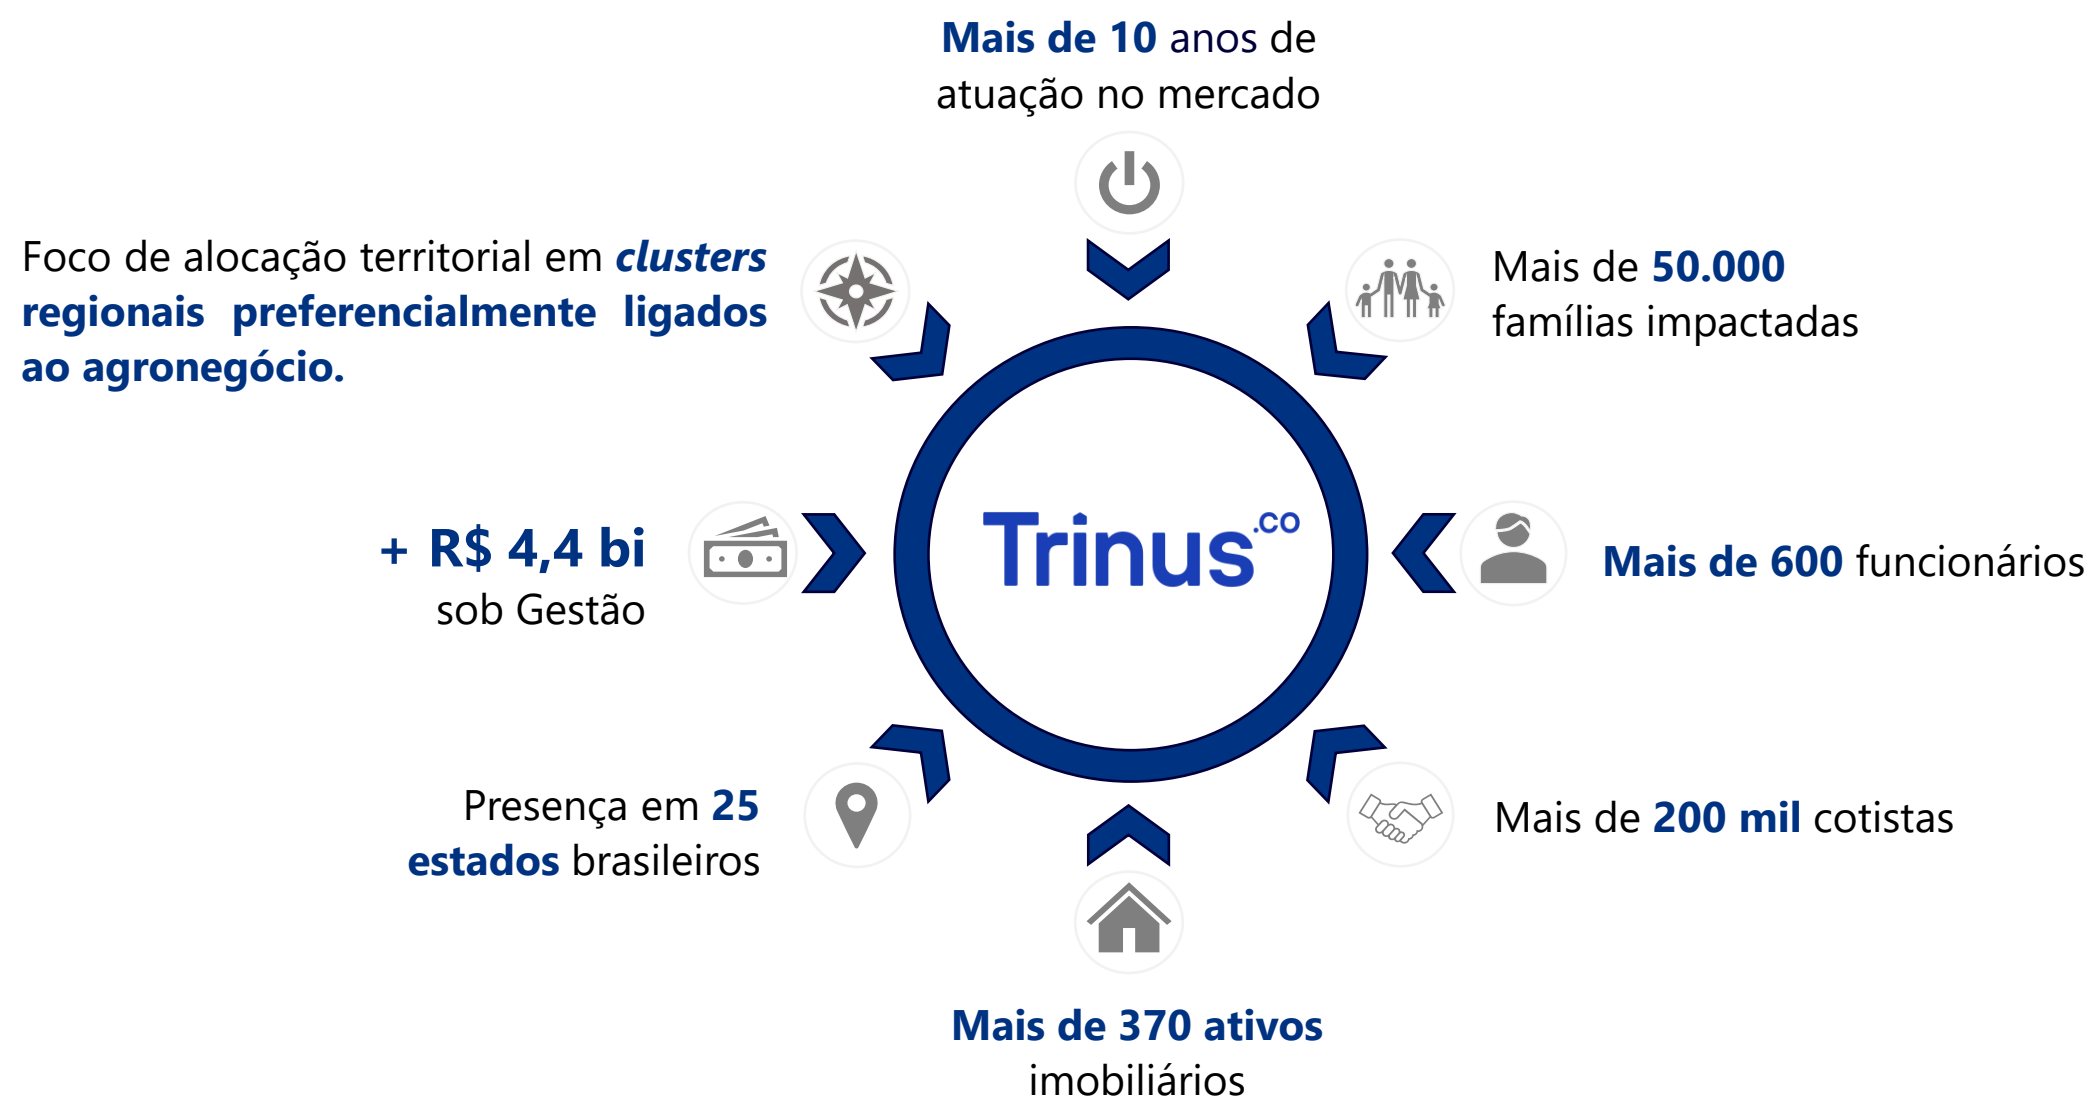 Mais de 10 anos de
atuação no mercado
Foco de alocação territorial em clusters
regionais preferencialmente ligados
ao agronegócio.
Mais de 50.000
famílias impactadas
+ R$ 4,4 bi
sob Gestão
Trinus.co
Mais de 600 funcionários
Presença em 25
estados brasileiros
Mais de 200 mil cotistas
Mais de 370 ativos
imobiliários